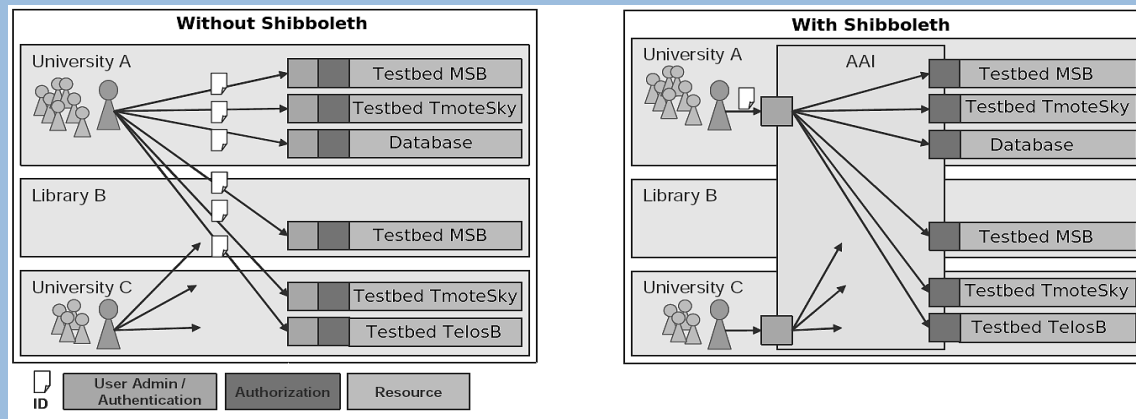 Without Shibboleth
University A
Testbed MSB
Testbed TmoteSky
Database
Library B
Testbed MSB
University C
Testbed TmoteSky
Testbed TelosB
ID
User Admin /
Authentication
Authorization
Resource
With Shibboleth
University A
AAI
Testbed MSB
Testbed TmoteSky
Database
Library B
Testbed MSB
University C
Testbed TmoteSky
Testbed TelosB